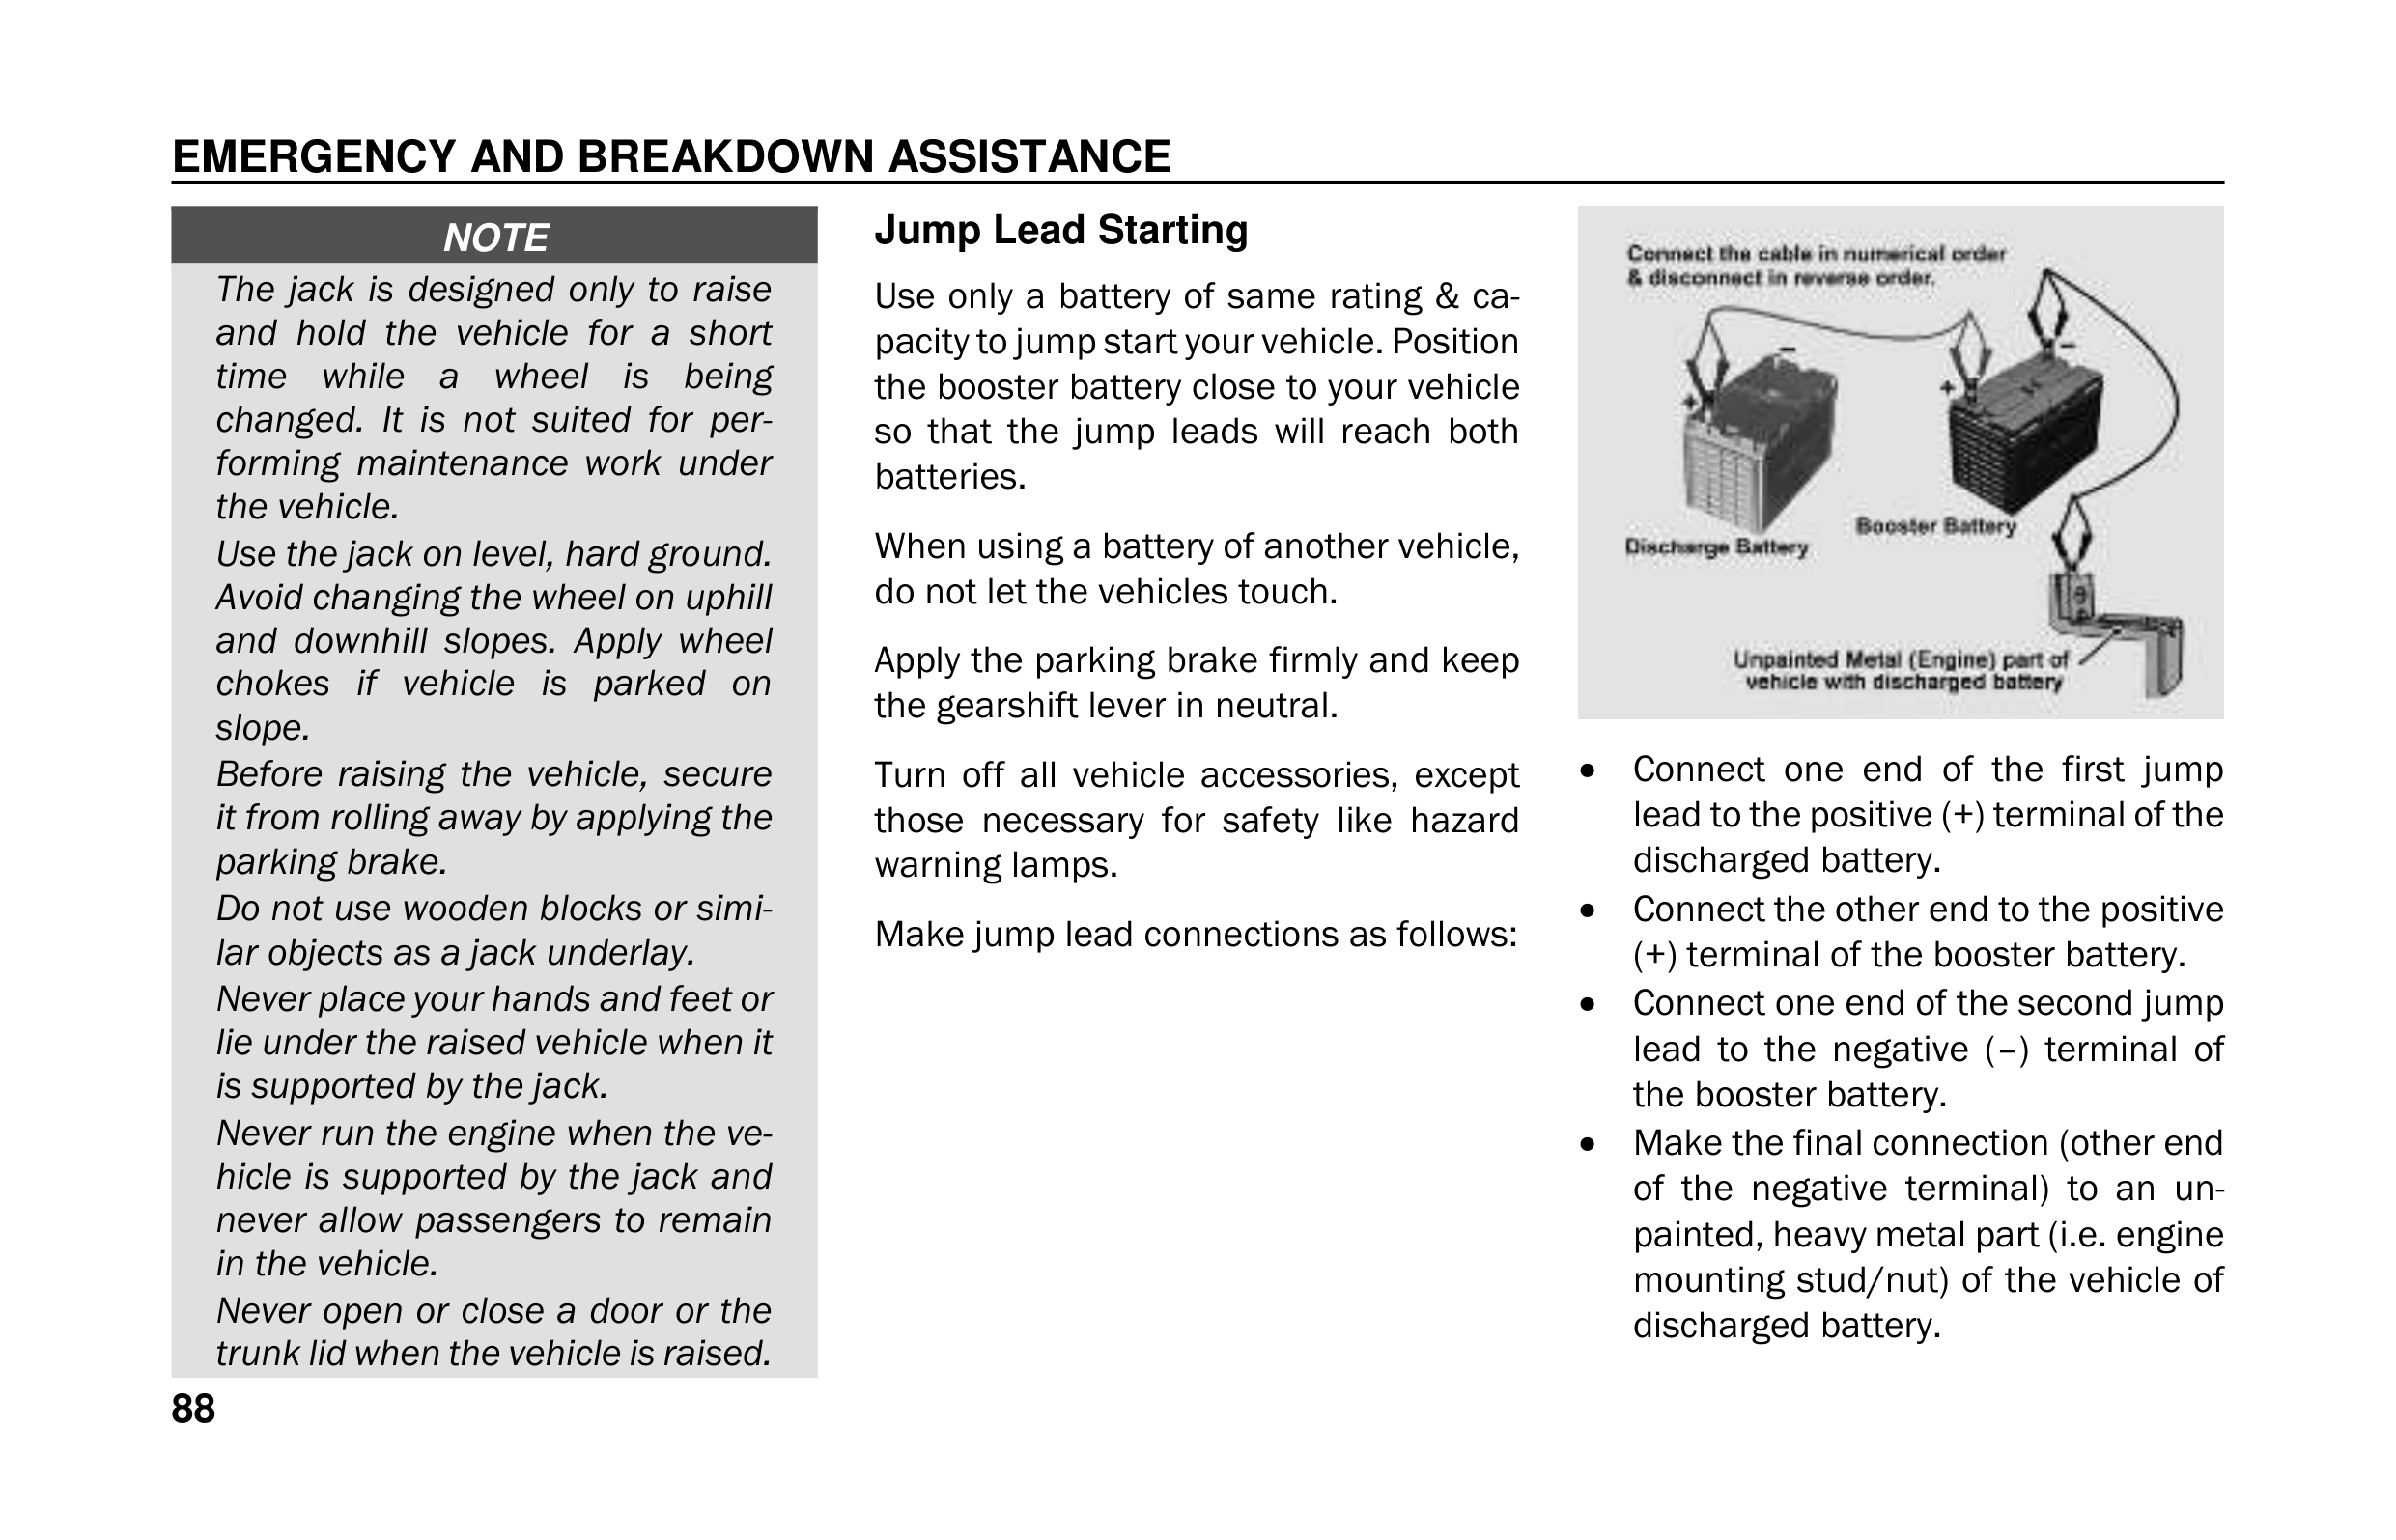 EMERGENCY AND BREAKDOWN ASSISTANCE
NOTE
The jack is designed only to raise
and hold the vehicle for a short
time while a wheel is being
changed. It is not suited for per-
forming maintenance work under
the vehicle.
Use the jack on level, hard ground.
Avoid changing the wheel on uphill
and downhill slopes. Apply wheel
chokes if vehicle is parked on
slope.
Before raising the vehicle, secure
it from rolling away by applying the
parking brake.
Do not use wooden blocks or simi-
lar objects as a jack underlay.
Never place your hands and feet or
lie under the raised vehicle when it
is supported by the jack.
Never run the engine when the ve-
hicle is supported by the jack and
never allow passengers to remain
in the vehicle.
Never open or close a door or the
trunk lid when the vehicle is raised.
Jump Lead Starting
Use only a battery of same rating & ca-
pacity to jump start your vehicle. Position
the booster battery close to your vehicle
so that the jump leads will reach both
batteries.
When using a battery of another vehicle,
do not let the vehicles touch.
Apply the parking brake firmly and keep
the gearshift lever in neutral.
Turn off all vehicle accessories, except
those necessary for safety like hazard
warning lamps.
Make jump lead connections as follows:
Connect the cable in numerical order
& disconnect in reverse order.
–
–
+
+
Booster Battery
Discharge Battery
Unpainted Metal (Engine) part of
vehicle with discharged battery
• Connect one end of the first jump
lead to the positive (+) terminal of the
discharged battery.
• Connect the other end to the positive
(+) terminal of the booster battery.
• Connect one end of the second jump
lead to the negative (–) terminal of
the booster battery.
• Make the final connection (other end
of the negative terminal) to an un-
painted, heavy metal part (i.e. engine
mounting stud/nut) of the vehicle of
discharged battery.
88